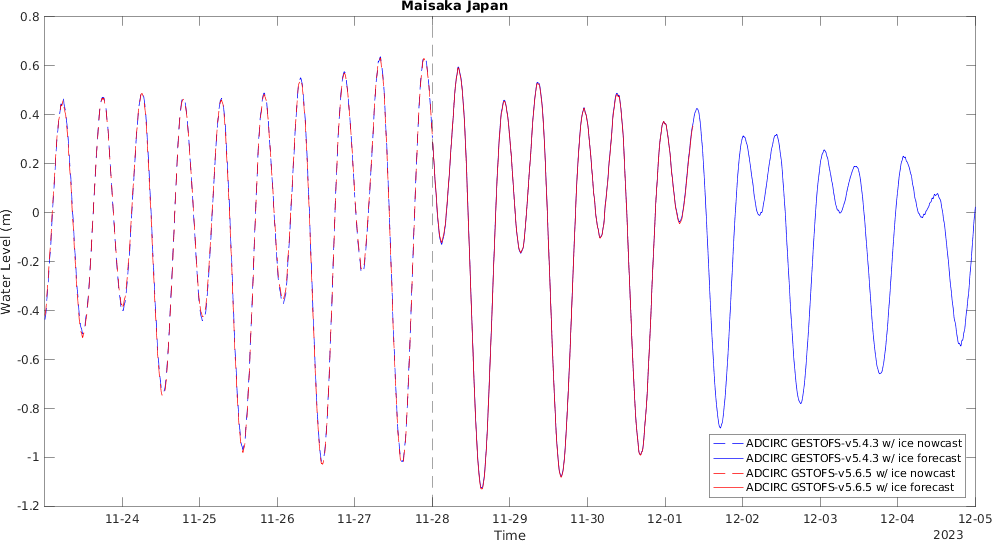 Maisaka Japan
0.8
0.6
0.4
0.2
0
-0.2
-0.4
-0.6
-0.8
-1
-1.2
Water Level (m)
ADCIRC GESTOFS-v5.4.3 w/ ice nowcast
ADCIRC GESTOFS-v5.4.3 w/ ice forecast
ADCIRC GSTOFS-v5.6.5 w/ ice nowcast
ADCIRC GSTOFS-v5.6.5 w/ ice forecast
11-24 11-25 11-26 11-27 11-28 11-29 11-30 12-01 12-02 12-03 12-04 12-05
Time
2023